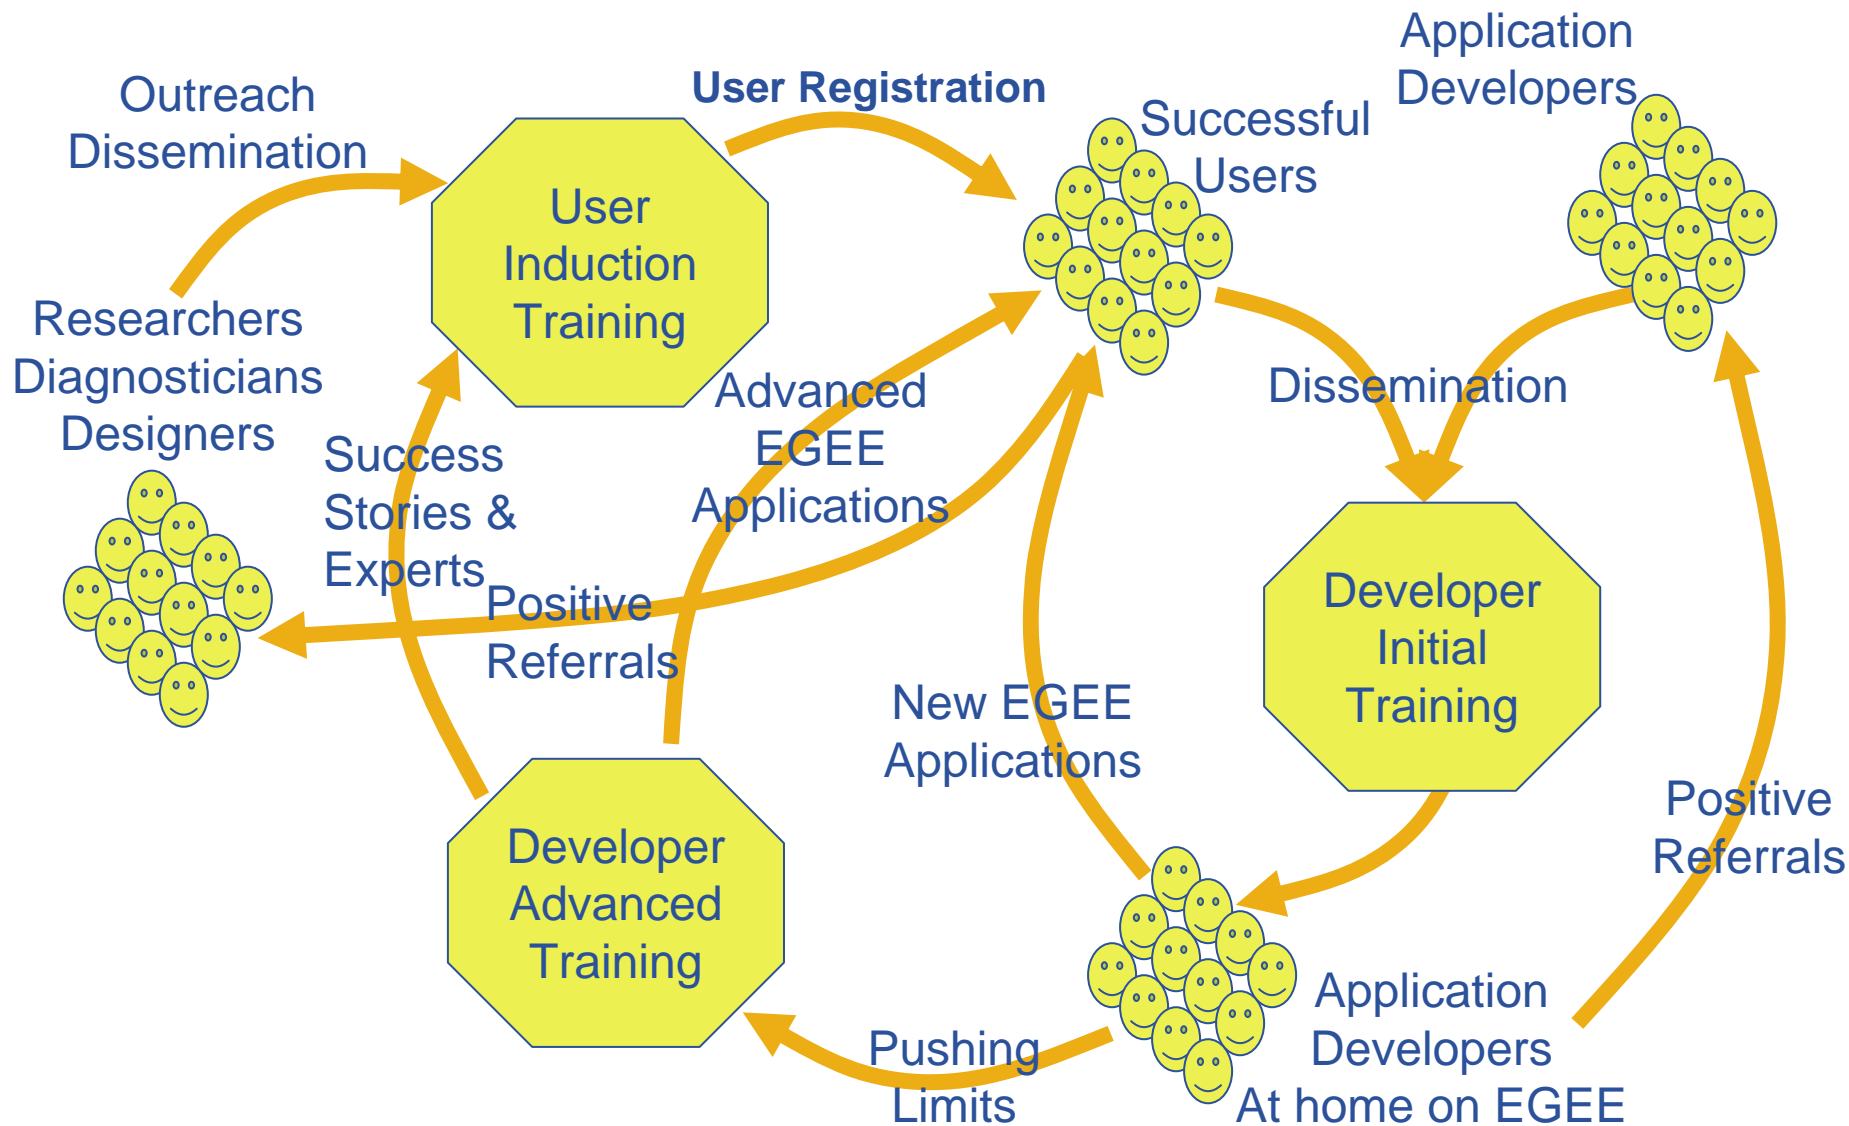 Application
Developers
Outreach
Dissemination
User Registration
Successful
Users
User
Induction
Training
Researchers
Diagnosticians
Designers
Advanced
EGEE
Applications
Dissemination
Success
Stories &
Experts
Positive
Referrals
Developer
Initial
Training
New EGEE
Applications
Positive
Referrals
Developer
Advanced
Training
Application
Developers
At home on EGEE
Pushing
Limits